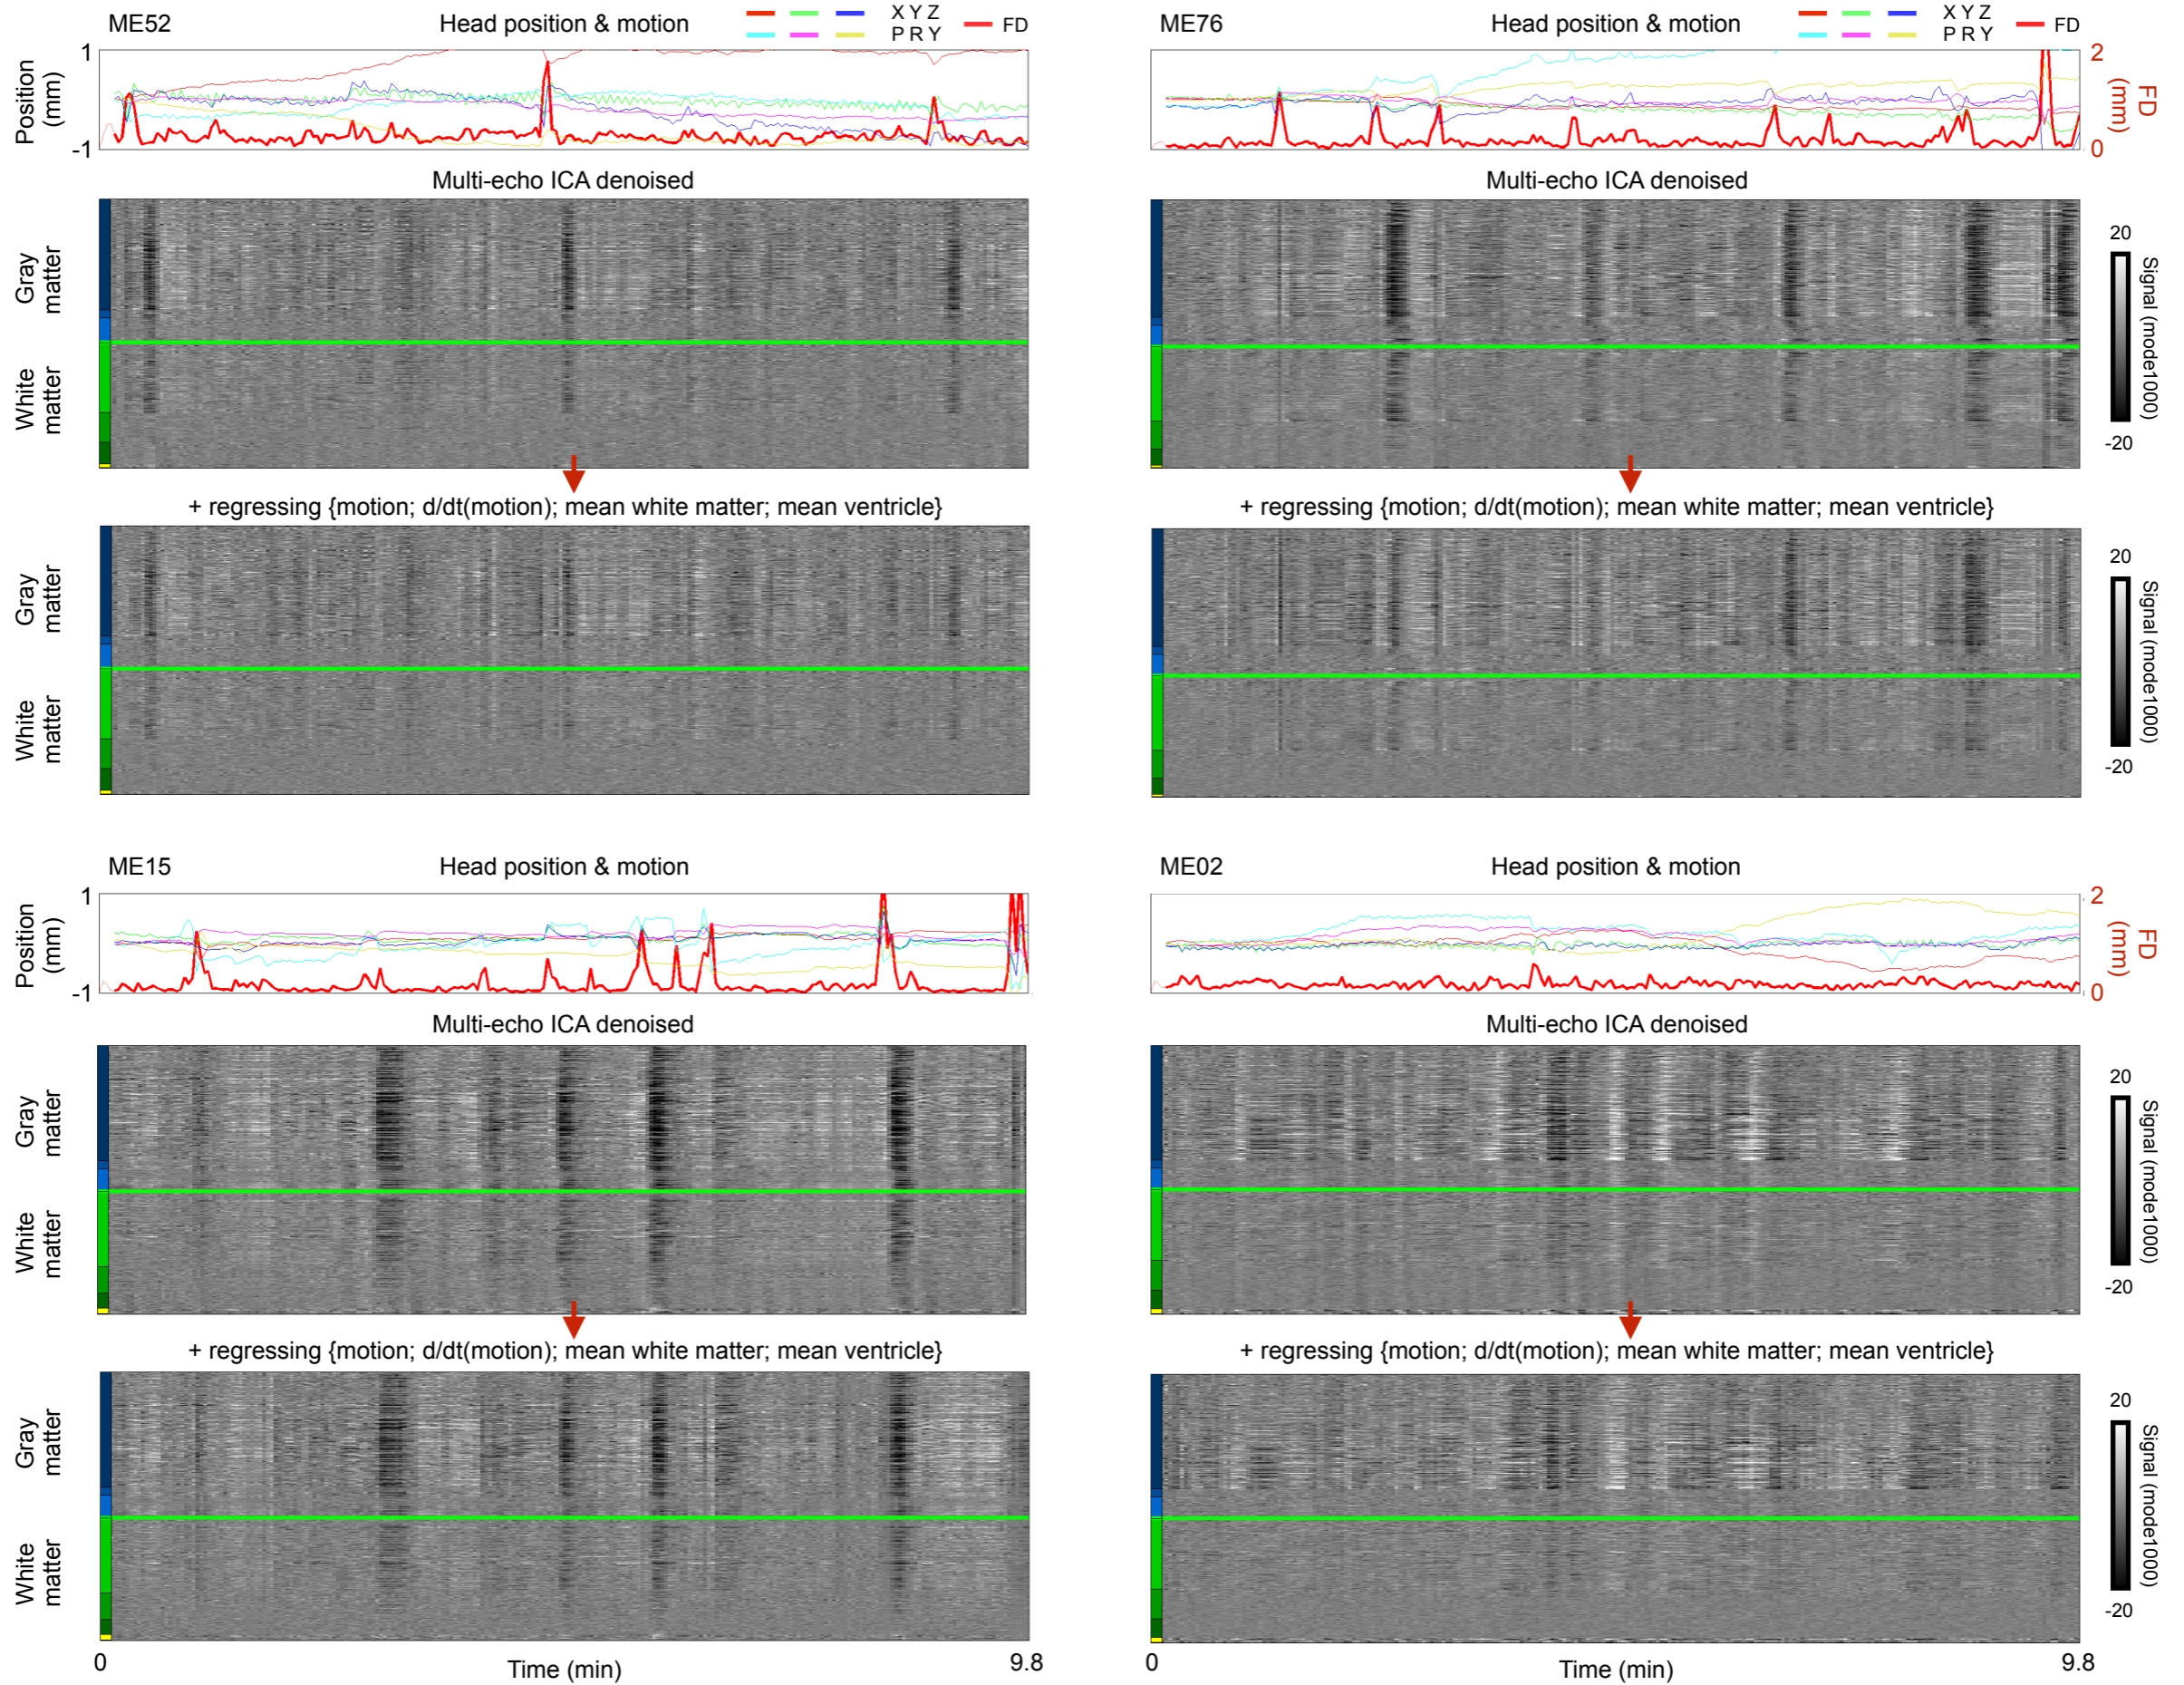 ME52
Head position & motion
X Y Z
P R Y
FD
1
Position
(mm)
-1
Multi-echo ICA denoised
Gray
matter
White
matter
+ regressing {motion; d/dt(motion); mean white matter; mean ventricle}
Gray
matter
White
matter
ME76
Head position & motion
X Y Z
P R Y
FD
2
FD
(mm)
0
Multi-echo ICA denoised
20
Signal (mode1000)
-20
+ regressing {motion; d/dt(motion); mean white matter; mean ventricle}
20
Signal (mode1000)
-20
ME15
Head position & motion
1
Position
(mm)
-1
Multi-echo ICA denoised
Gray
matter
White
matter
+ regressing {motion; d/dt(motion); mean white matter; mean ventricle}
Gray
matter
White
matter
0
Time (min)
9.8
ME02
Head position & motion
2
FD
(mm)
0
Multi-echo ICA denoised
20
Signal (mode1000)
-20
+ regressing {motion; d/dt(motion); mean white matter; mean ventricle}
20
Signal (mode1000)
-20
0
Time (min)
9.8